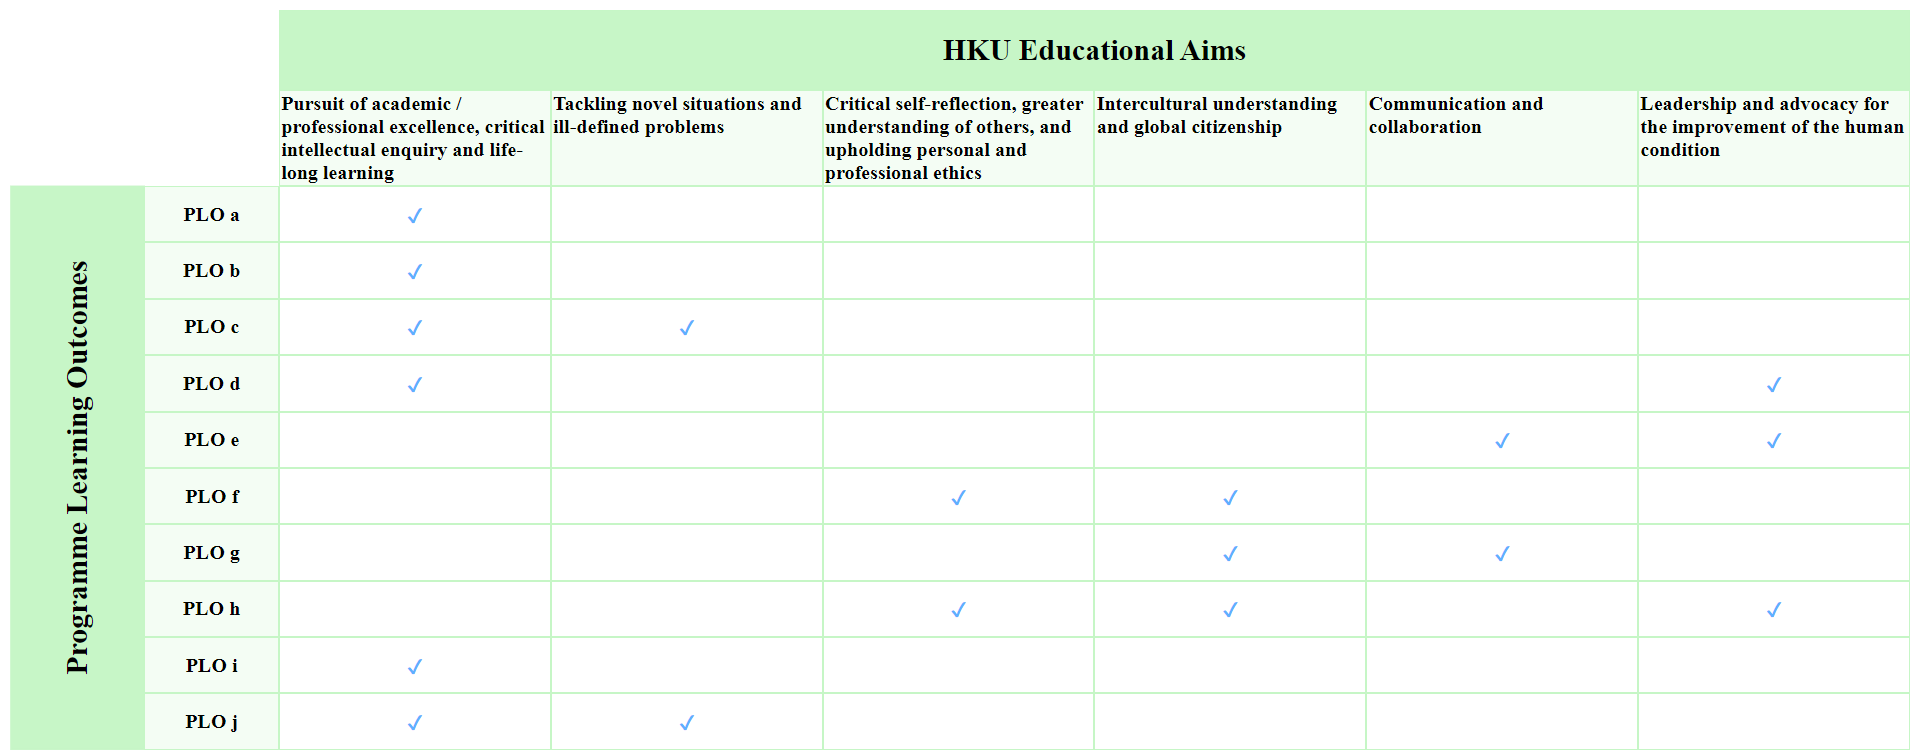 HKU Educational Aims
Pursuit of academic /
professional excellence, critical
intellectual enquiry and life-
long learning
Tackling novel situations and
ill-defined problems
Critical self-reflection, greater
understanding of others, and
upholding personal and
professional ethics
Intercultural understanding
and global citizenship
Communication and
collaboration
Leadership and advocacy for
the improvement of the human
condition
Programme Learning Outcomes
PLO a ✓
PLO b ✓
PLO c ✓ ✓
PLO d ✓ ✓
PLO e ✓ ✓
PLO f ✓ ✓
PLO g ✓ ✓
PLO h ✓ ✓ ✓
PLO i ✓
PLO j ✓ ✓